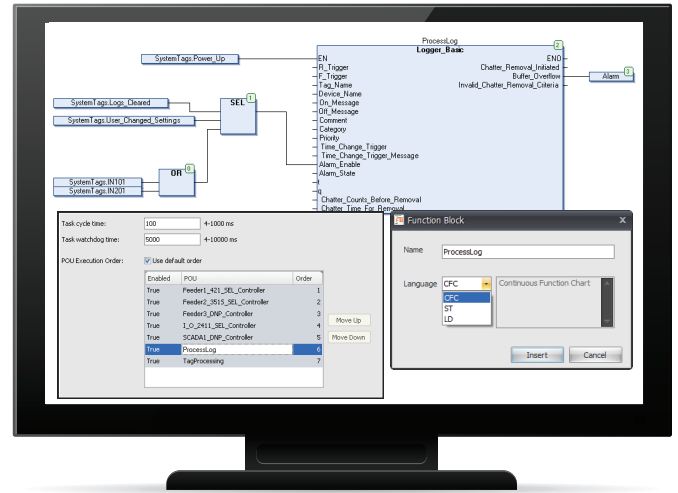 ProcessLog
Logger_Basic
2
SystemTags.Power_Up
EN
ENO
R_Trigger
Chatter_Removal_Initiated
F_Trigger
Buffer_Overflow
Alarm
3
Tag_Name
Invalid_Chatter_Removal_Criteria
Device_Name
SystemTags.Logs_Cleared
SEL
1
On_Message
Off_Message
SystemTags.User_Changed_Settings
Comment
Category
Priority
Time_Change_Trigger
Time_Change_Trigger_Message
OR
0
Alarm_Enable
Alarm_State
SystemTags.IN101
t
SystemTags.IN201
q
Chatter_Counts_Before_Removal
Chatter_Time_For_Removal
Task cycle time:
100
4-1000 ms
Task watchdog time:
5000
4-10000 ms
POU Execution Order:
Use default order
Enabled POU Order
True Feeder1_421_SEL_Controller 1
True Feeder2_351S_SEL_Controller 2
True Feeder3_DNP_Controller 3
True I_O_2411_SEL_Controller 4
True SCADA1_DNP_Controller 5
True ProcessLog 6
True TagProcessing 7
Move Up
Move Down
Function Block
x
Name
ProcessLog
Language
CFC
Continuous Function Chart
CFC
ST
LD
Insert
Cancel